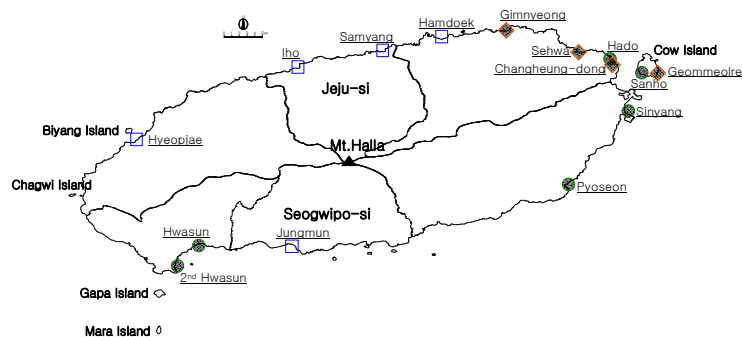 Gimnyeong
Hamdoek
Samyang
Sehwa
Hado
Cow Island
Iho
Changheung-dong
Geommeolre
Sanho
Jeju-si
Sinyang
Biyang Island
Hyeopjae
Mt.Halla
Chagwi Island
Pyoseon
Seogwipo-si
Hwasun
Jungmun
2nd Hwasun
Gapa Island
Mara Island